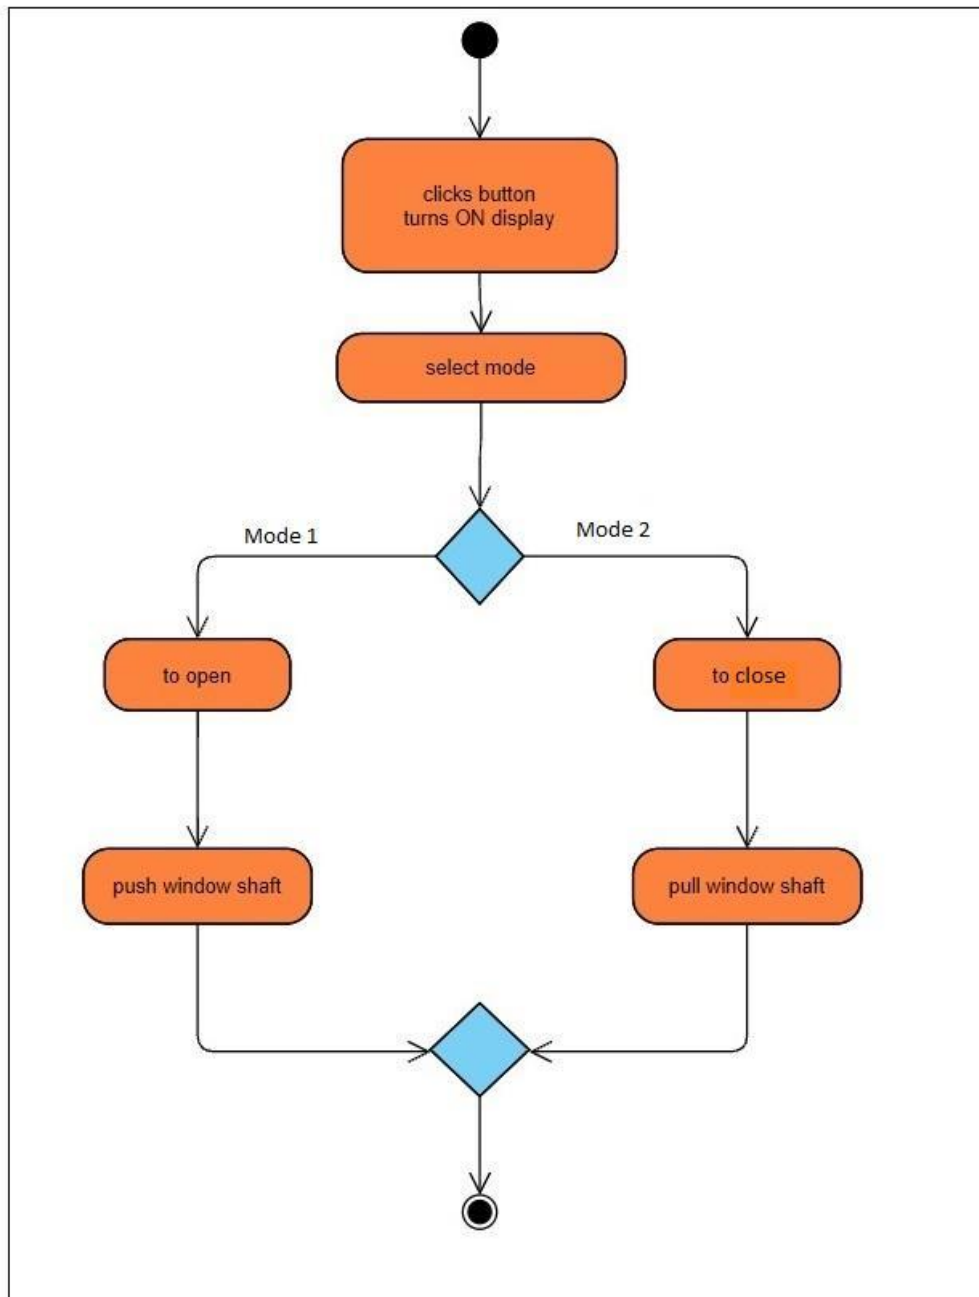 clicks button
turns ON display
select mode
Mode 1
Mode 2
to open
to close
push window shaft
pull window shaft